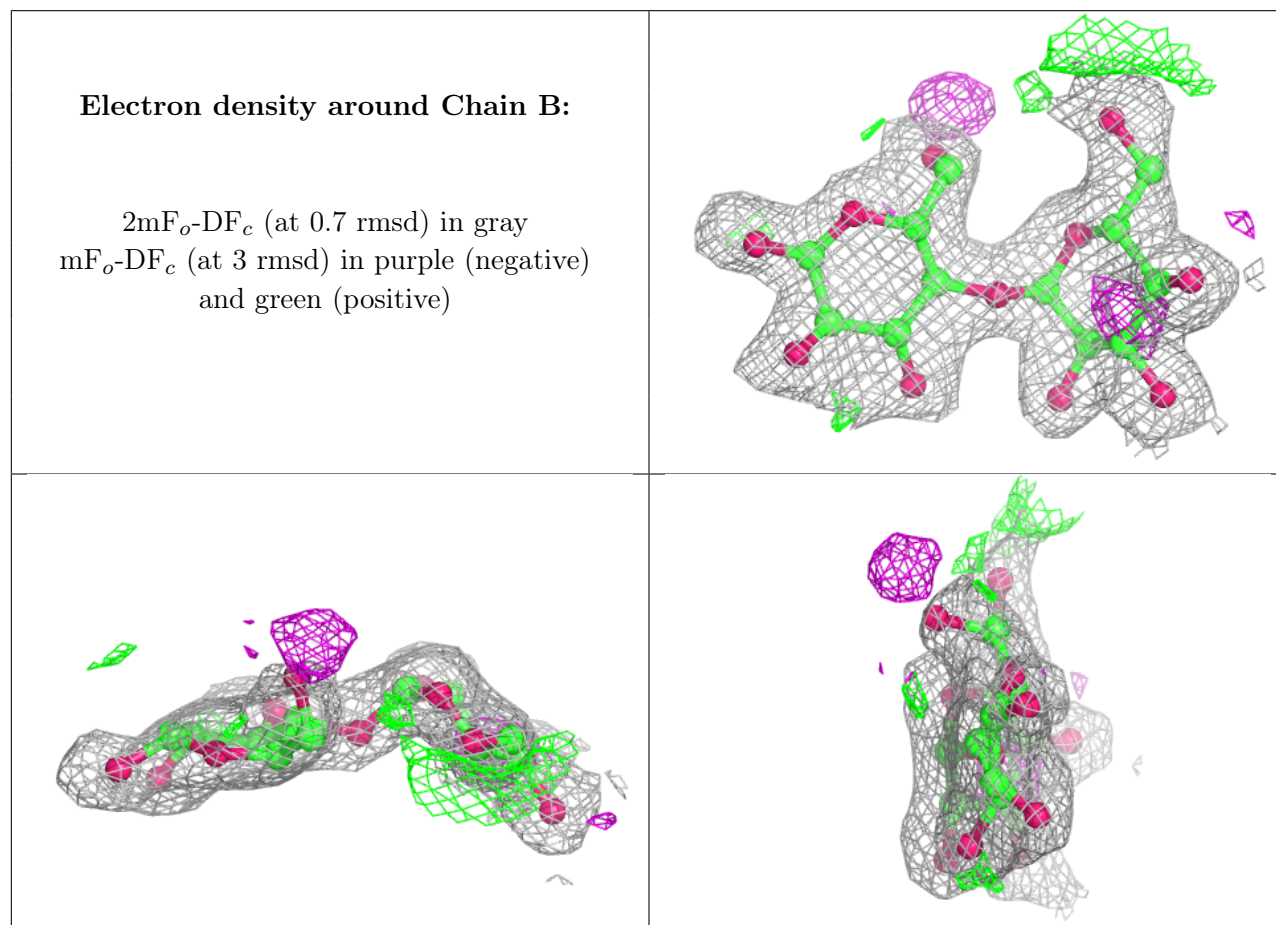 Electron density around Chain B:
2mFo-DFc (at 0.7 rmsd) in gray
mFo-DFc (at 3 rmsd) in purple (negative)
and green (positive)